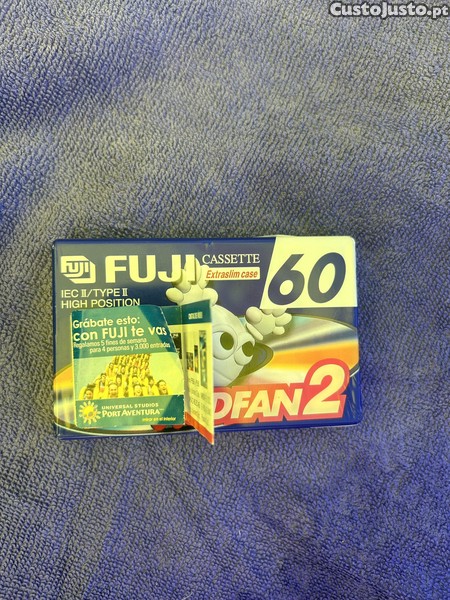 CustoJusto.pt
FUJI FUJI CASSETTE
Extraslim case
60
IEC II/TYPE II
HIGH POSITION
Grábate esto:
con FUJI te vas
Regalamos 5 fines de semana
para 4 personas y 3.000 entradas
UNIVERSAL STUDIOS
PORT AVENTURA
DFAN2